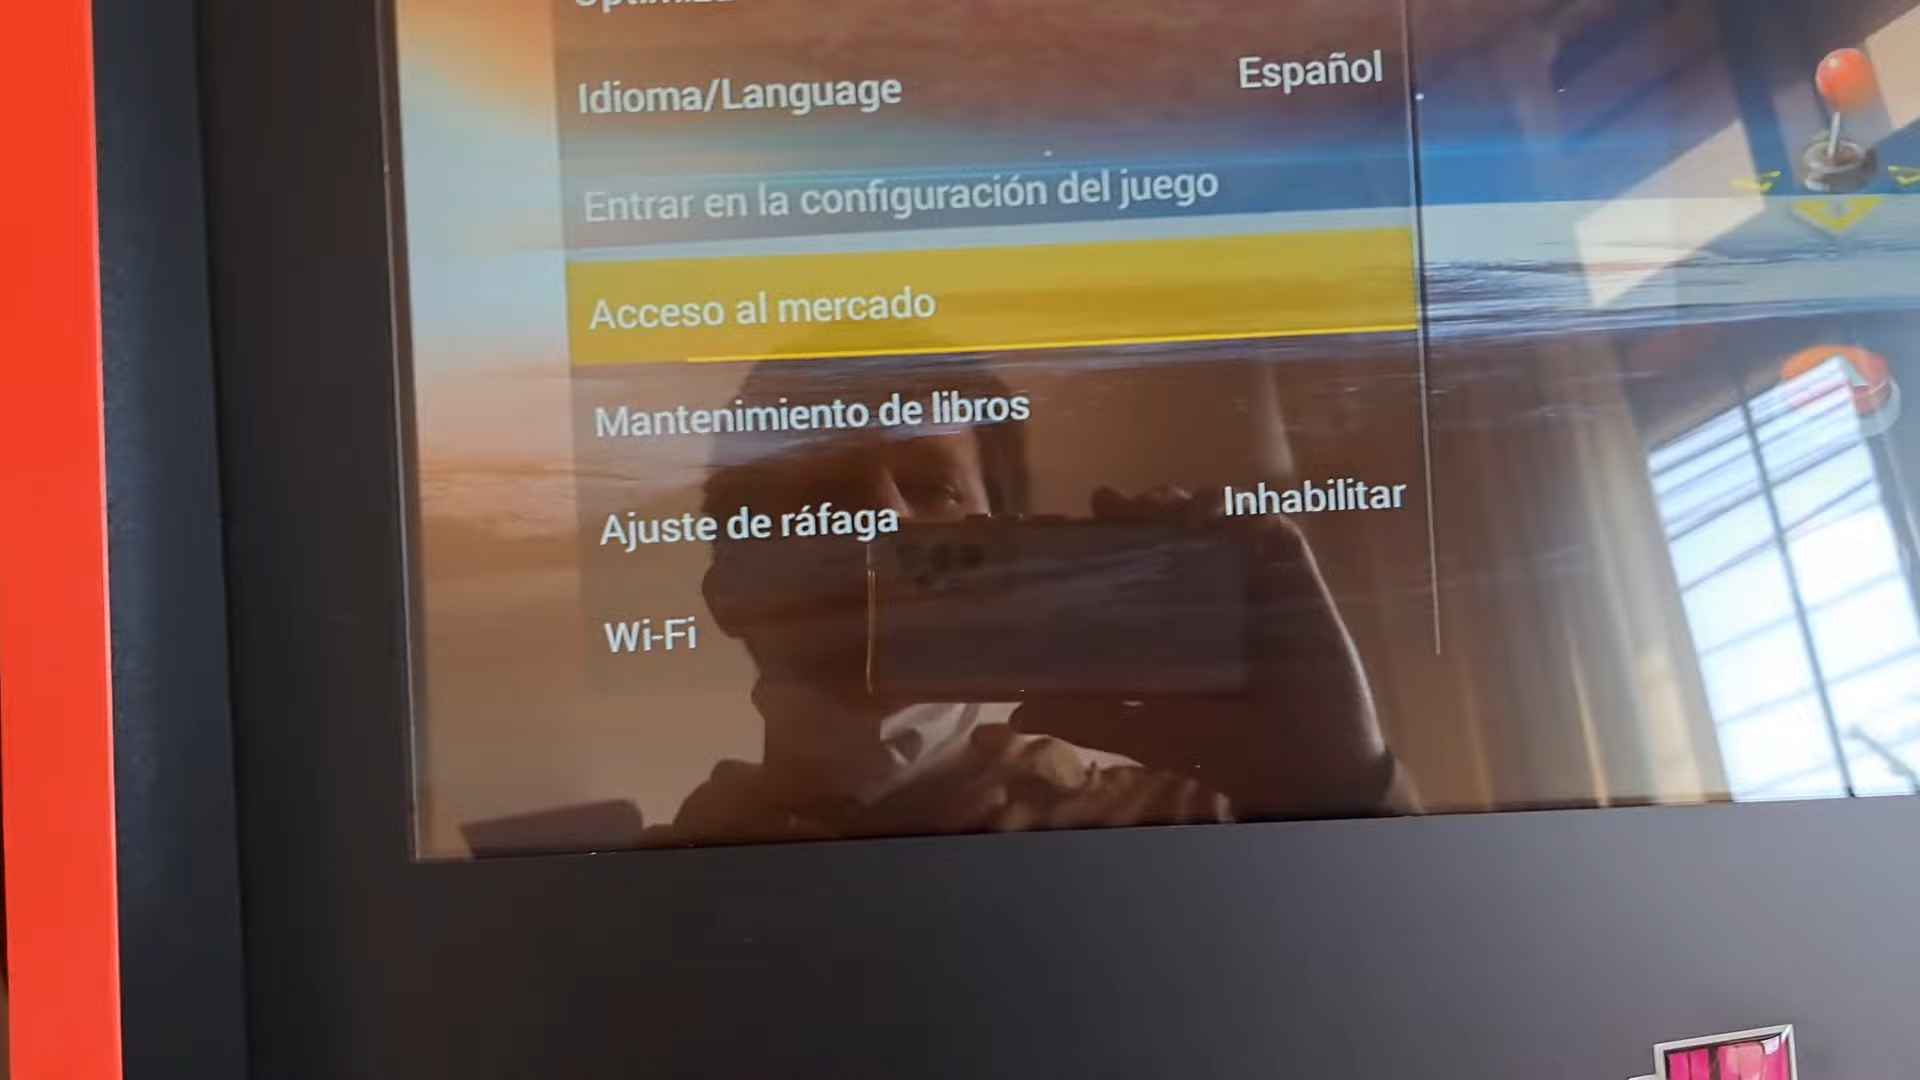 Idioma/Language Español
Entrar en la configuración del juego
Acceso al mercado
Mantenimiento de libros
Ajuste de ráfaga Inhabilitar
Wi-Fi